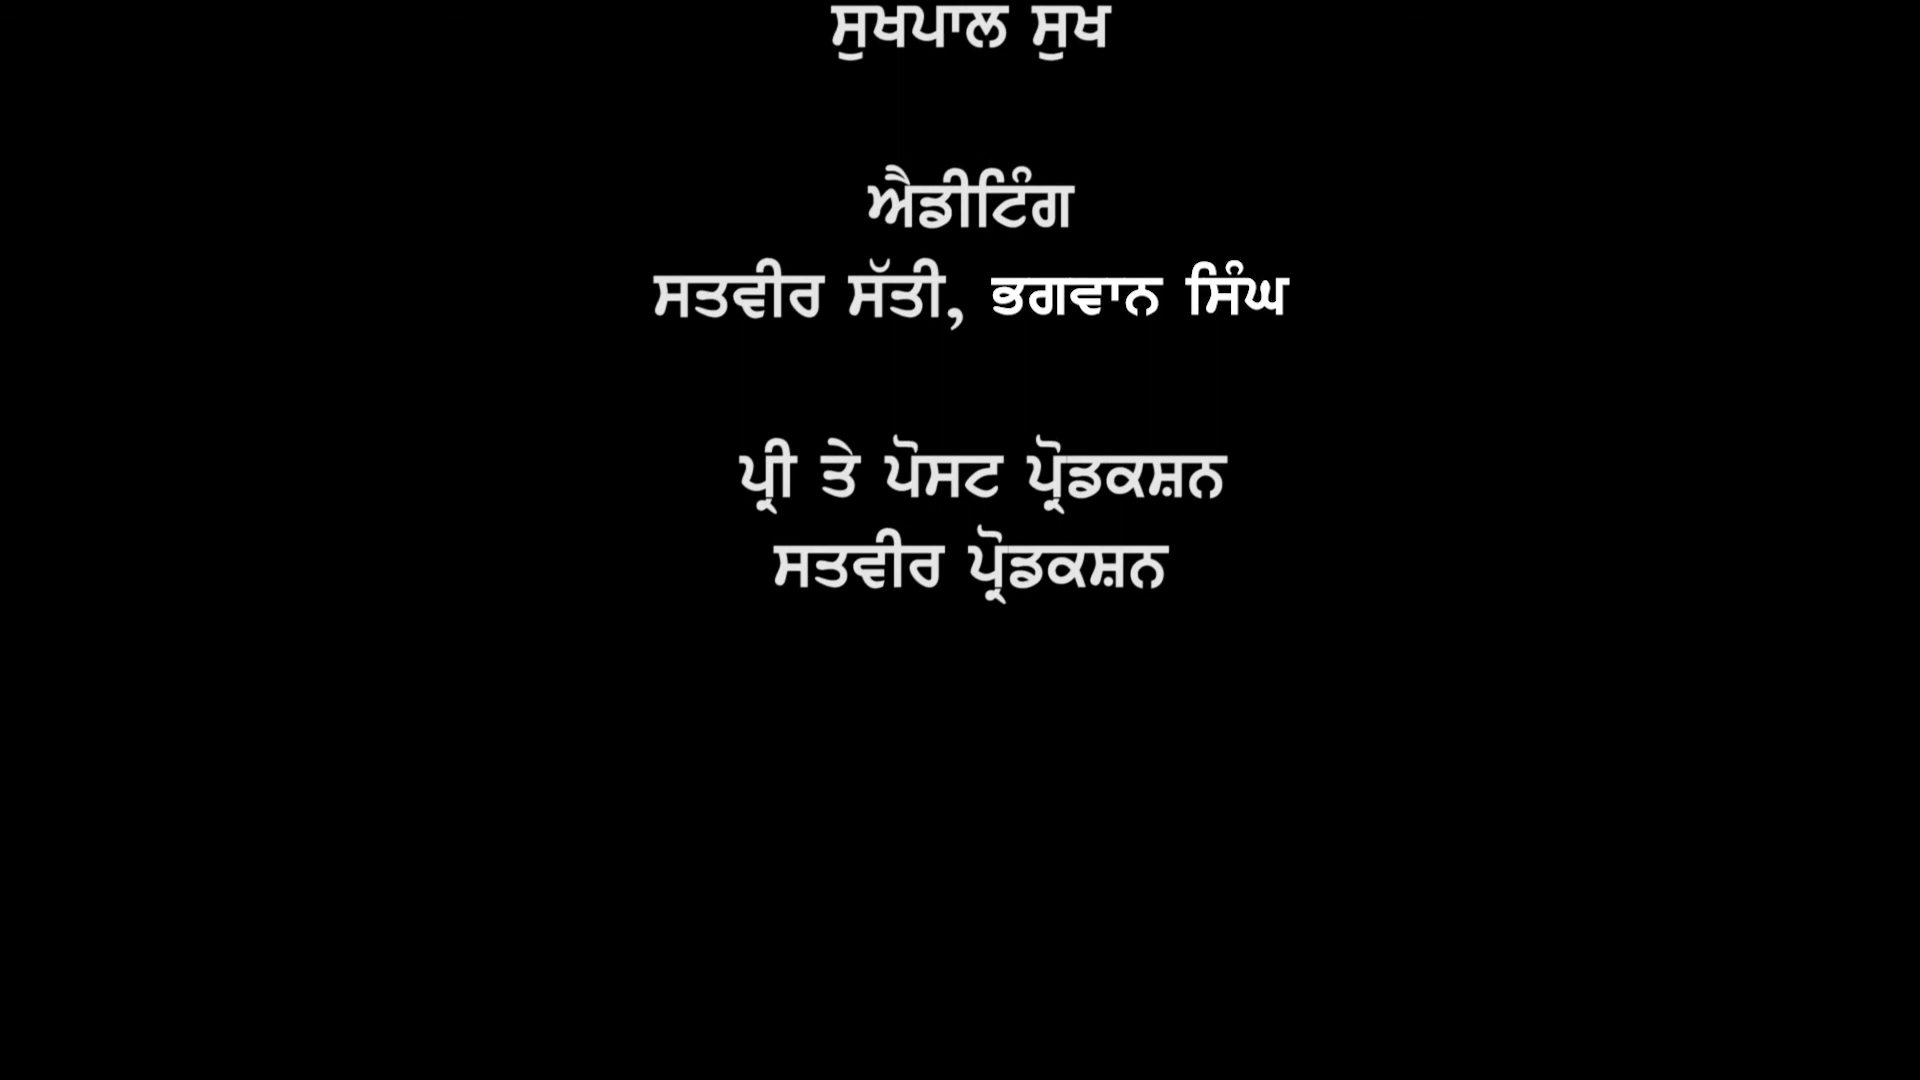 ਸੁਖਪਾਲ ਸੁਖ
ਐਡੀਟਿੰਗ
ਸਤਵੀਰ ਸੱਤੀ, ਭਗਵਾਨ ਸਿੰਘ
ਪ੍ਰੀ ਤੇ ਪੋਸਟ ਪ੍ਰੋਡਕਸ਼ਨ
ਸਤਵੀਰ ਪ੍ਰੋਡਕਸ਼ਨ